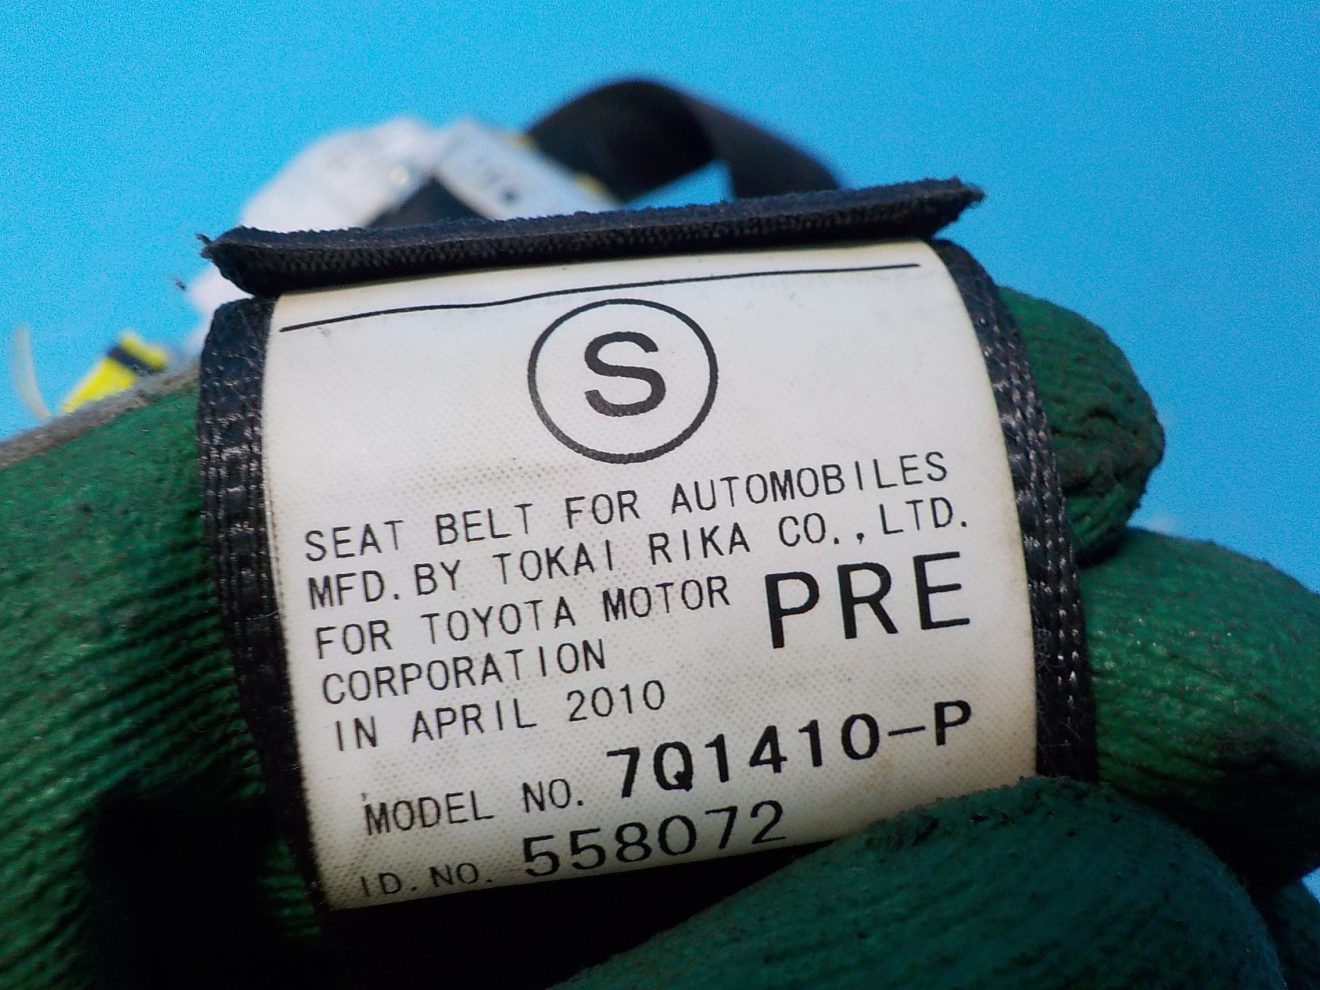 S
SEAT BELT FOR AUTOMOBILES
MFD. BY TOKAI RIKA CO., LTD.
FOR TOYOTA MOTOR PRE
CORPORATION
IN APRIL 2010
MODEL NO. 7Q1410-P
ID. NO. 558072